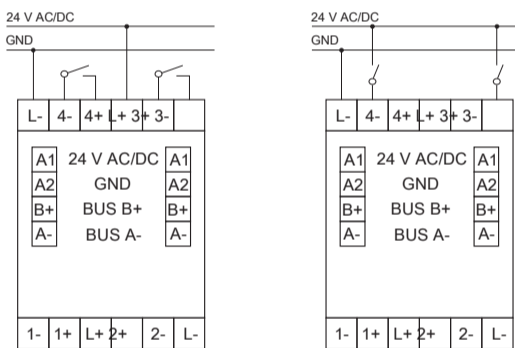 24 V AC/DC
GND
L- 4- 4+ L+ 3+ 3-
A1 24 V AC/DC A1
A2 GND A2
B+ BUS B+ B+
A- BUS A- A-
1- 1+ L+ 2+ 2- L-
24 V AC/DC
GND
L- 4- 4+ L+ 3+ 3-
A1 24 V AC/DC A1
A2 GND A2
B+ BUS B+ B+
A- BUS A- A-
1- 1+ L+ 2+ 2- L-